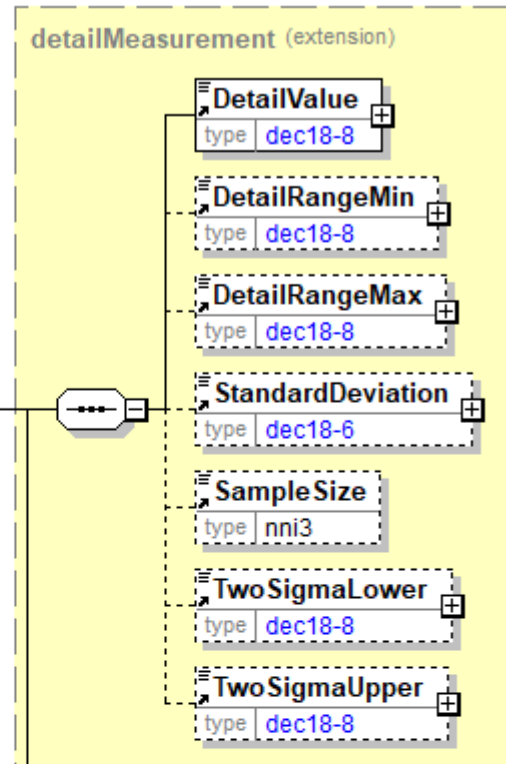 detailMeasurement (extension)
DetailValue
type dec18-8
DetailRangeMin
type dec18-8
DetailRangeMax
type dec18-8
StandardDeviation
type dec18-6
SampleSize
type nni3
TwoSigmaLower
type dec18-8
TwoSigmaUpper
type dec18-8